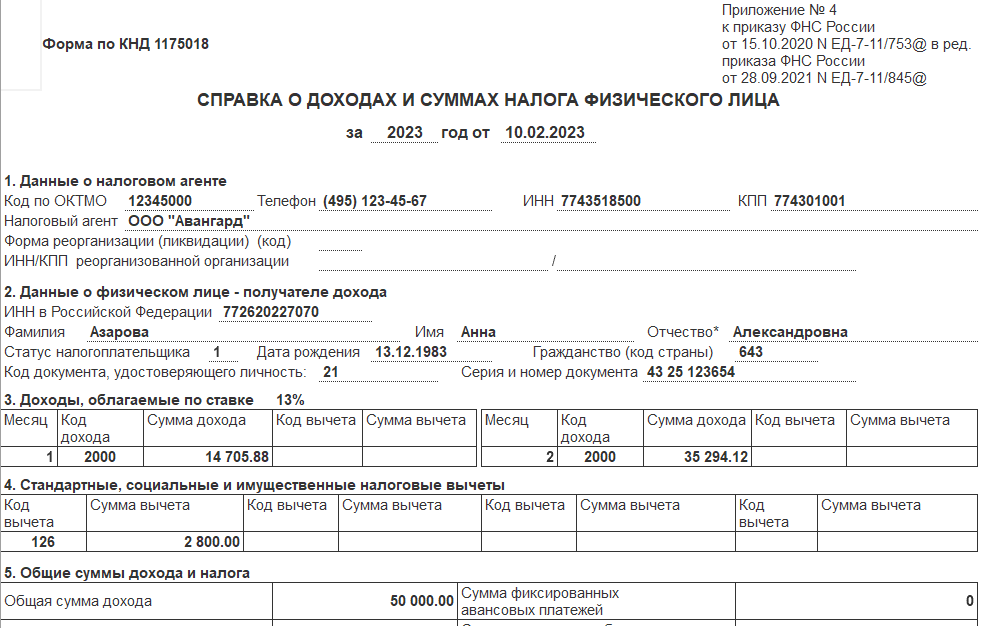 Приложение № 4
к приказу ФНС России
от 15.10.2020 N ЕД-7-11/753@ в ред.
приказа ФНС России
от 28.09.2021 N ЕД-7-11/845@
Форма по КНД 1175018
СПРАВКА О ДОХОДАХ И СУММАХ НАЛОГА ФИЗИЧЕСКОГО ЛИЦА
за 2023 год от 10.02.2023
1. Данные о налоговом агенте
Код по ОКТМО 12345000 Телефон (495) 123-45-67 ИНН 7743518500 КПП 774301001
Налоговый агент ООО "Авангард"
Форма реорганизации (ликвидации) (код)
ИНН/КПП реорганизованной организации /
2. Данные о физическом лице - получателе дохода
ИНН в Российской Федерации 772620227070
Фамилия Азарова Имя Анна Отчество* Александровна
Статус налогоплательщика 1 Дата рождения 13.12.1983 Гражданство (код страны) 643
Код документа, удостоверяющего личность: 21 Серия и номер документа 43 25 123654
3. Доходы, облагаемые по ставке 13%
Месяц Код дохода Сумма дохода Код вычета Сумма вычета Месяц Код дохода Сумма дохода Код вычета Сумма вычета
1 2000 14 705.88 2 2000 35 294.12
4. Стандартные, социальные и имущественные налоговые вычеты
Код вычета Сумма вычета Код вычета Сумма вычета Код вычета Сумма вычета Код вычета Сумма вычета
126 2 800.00
5. Общие суммы дохода и налога
Общая сумма дохода 50 000.00 Сумма фиксированных авансовых платежей 0